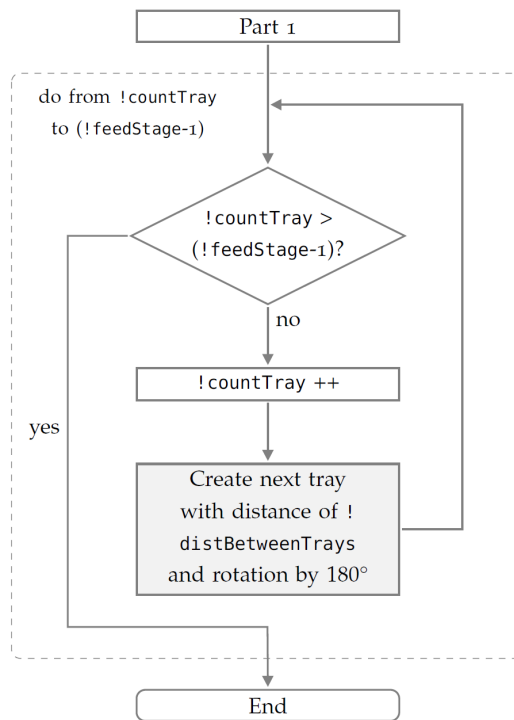 Part 1
do from !countTray
to (!feedStage-1)
!countTray >
(!feedStage-1)?
no
!countTray ++
yes
Create next tray
with distance of !
distBetweenTrays
and rotation by 180°
End